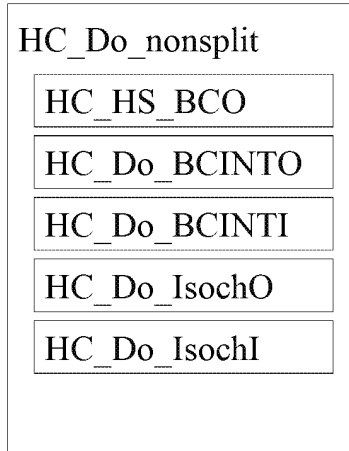 HC_Do_nonsplit
HC_HS_BCO
HC_Do_BCINTO
HC_Do_BCINTI
HC_Do_IsochO
HC_Do_IsochI